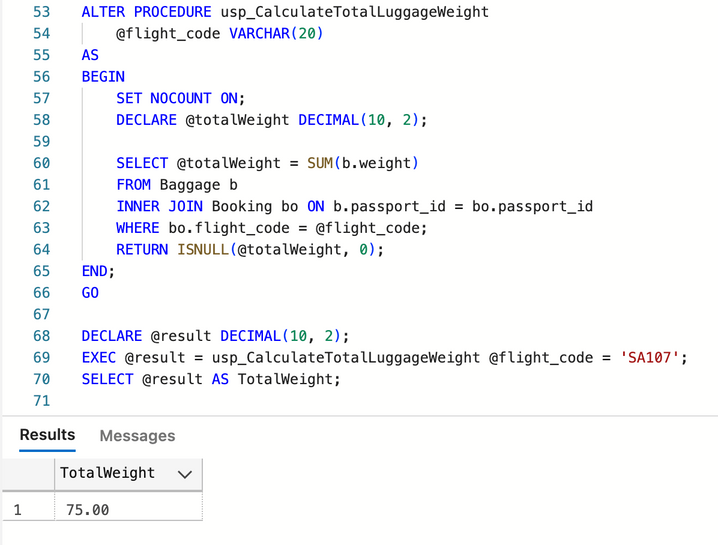 53 ALTER PROCEDURE usp_CalculateTotalLuggageWeight
54 @flight_code VARCHAR(20)
55 AS
56 BEGIN
57 SET NOCOUNT ON;
58 DECLARE @totalWeight DECIMAL(10, 2);
59
60 SELECT @totalWeight = SUM(b.weight)
61 FROM Baggage b
62 INNER JOIN Booking bo ON b.passport_id = bo.passport_id
63 WHERE bo.flight_code = @flight_code;
64 RETURN ISNULL(@totalWeight, 0);
65 END;
66 GO
67
68 DECLARE @result DECIMAL(10, 2);
69 EXEC @result = usp_CalculateTotalLuggageWeight @flight_code = 'SA107';
70 SELECT @result AS TotalWeight;
71
Results Messages
TotalWeight
1 75.00